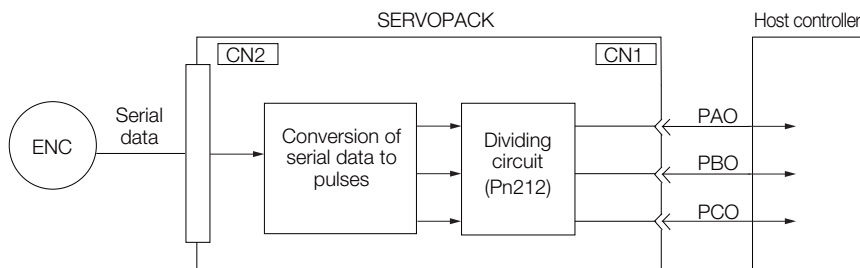 SERVOPACK
Host controller
CN2
CN1
Serial
data
ENC
Conversion of
serial data to
pulses
Dividing
circuit
(Pn212)
PAO
PBO
PCO